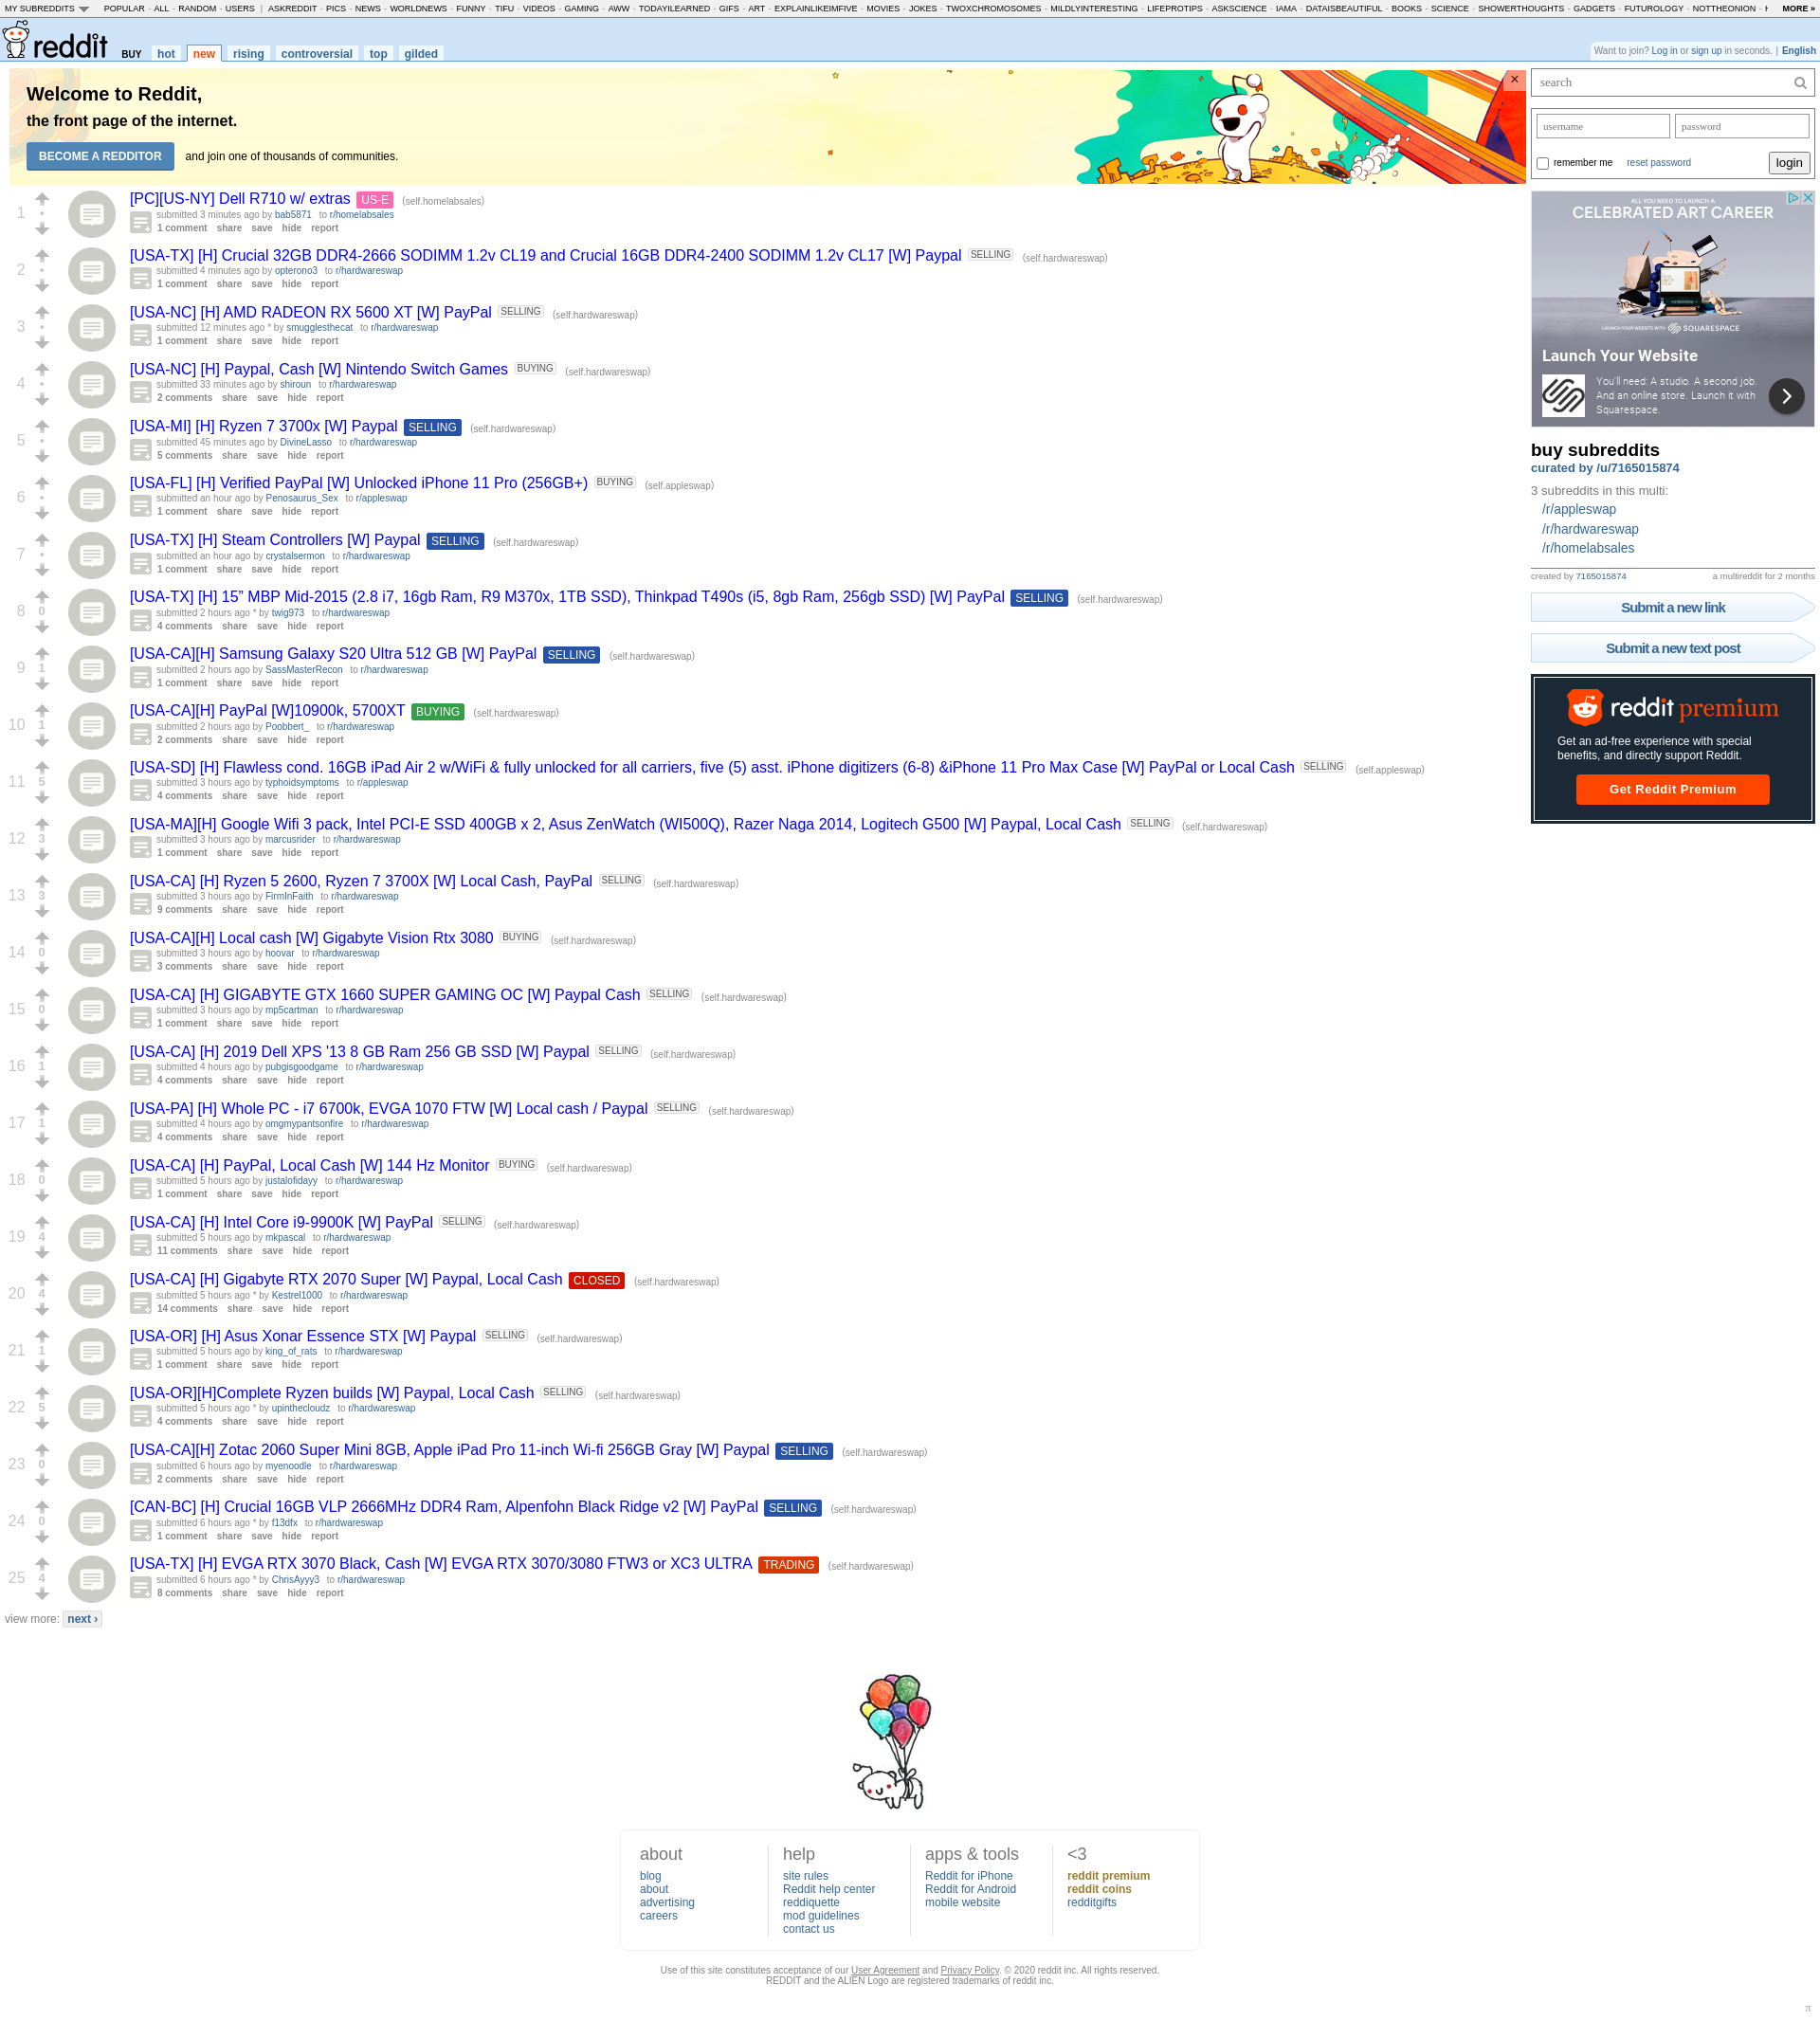 MY SUBREDDITS POPULAR - ALL - RANDOM - USERS | ASKREDDIT - PICS - NEWS - WORLDNEWS - FUNNY - TIFU - VIDEOS - GAMING - AWW - TODAYILEARNED - GIFS - ART - EXPLAINLIKEIMFIVE - MOVIES - JOKES - TWOXCHROMOSOMES - MILDLYINTERESTING - LIFEPROTIPS - ASKSCIENCE - IAMA - DATAISBEAUTIFUL - BOOKS - SCIENCE - SHOWERTHOUGHTS - GADGETS - FUTUROLOGY - NOTTHEONION - MORE »
reddit BUY hot new rising controversial top gilded
Want to join? Log in or sign up in seconds. | English
Welcome to Reddit,
the front page of the internet.
BECOME A REDDITOR and join one of thousands of communities.
×
1
[PC][US-NY] Dell R710 w/ extras US-E (self.homelabsales)
submitted 3 minutes ago by bab5871 to r/homelabsales
1 comment share save hide report
2
[USA-TX] [H] Crucial 32GB DDR4-2666 SODIMM 1.2v CL19 and Crucial 16GB DDR4-2400 SODIMM 1.2v CL17 [W] Paypal SELLING (self.hardwareswap)
submitted 4 minutes ago by opterono3 to r/hardwareswap
1 comment share save hide report
3
[USA-NC] [H] AMD RADEON RX 5600 XT [W] PayPal SELLING (self.hardwareswap)
submitted 12 minutes ago * by smugglesthecat to r/hardwareswap
1 comment share save hide report
4
[USA-NC] [H] Paypal, Cash [W] Nintendo Switch Games BUYING (self.hardwareswap)
submitted 33 minutes ago by shiroun to r/hardwareswap
2 comments share save hide report
5
[USA-MI] [H] Ryzen 7 3700x [W] Paypal SELLING (self.hardwareswap)
submitted 45 minutes ago by DivineLasso to r/hardwareswap
5 comments share save hide report
6
[USA-FL] [H] Verified PayPal [W] Unlocked iPhone 11 Pro (256GB+) BUYING (self.appleswap)
submitted an hour ago by Penosaurus_Sex to r/appleswap
1 comment share save hide report
7
[USA-TX] [H] Steam Controllers [W] Paypal SELLING (self.hardwareswap)
submitted an hour ago by crystalsermon to r/hardwareswap
1 comment share save hide report
8 0
[USA-TX] [H] 15” MBP Mid-2015 (2.8 i7, 16gb Ram, R9 M370x, 1TB SSD), Thinkpad T490s (i5, 8gb Ram, 256gb SSD) [W] PayPal SELLING (self.hardwareswap)
submitted 2 hours ago * by twig973 to r/hardwareswap
4 comments share save hide report
9 1
[USA-CA][H] Samsung Galaxy S20 Ultra 512 GB [W] PayPal SELLING (self.hardwareswap)
submitted 2 hours ago by SassMasterRecon to r/hardwareswap
1 comment share save hide report
10 1
[USA-CA][H] PayPal [W]10900k, 5700XT BUYING (self.hardwareswap)
submitted 2 hours ago by Poobbert_ to r/hardwareswap
2 comments share save hide report
11 5
[USA-SD] [H] Flawless cond. 16GB iPad Air 2 w/WiFi & fully unlocked for all carriers, five (5) asst. iPhone digitizers (6-8) &iPhone 11 Pro Max Case [W] PayPal or Local Cash SELLING (self.appleswap)
submitted 3 hours ago by typhoidsymptoms to r/appleswap
4 comments share save hide report
12 3
[USA-MA][H] Google Wifi 3 pack, Intel PCI-E SSD 400GB x 2, Asus ZenWatch (WI500Q), Razer Naga 2014, Logitech G500 [W] Paypal, Local Cash SELLING (self.hardwareswap)
submitted 3 hours ago by marcusrider to r/hardwareswap
1 comment share save hide report
13 3
[USA-CA] [H] Ryzen 5 2600, Ryzen 7 3700X [W] Local Cash, PayPal SELLING (self.hardwareswap)
submitted 3 hours ago by FirmInFaith to r/hardwareswap
9 comments share save hide report
14 0
[USA-CA][H] Local cash [W] Gigabyte Vision Rtx 3080 BUYING (self.hardwareswap)
submitted 3 hours ago by hoovar to r/hardwareswap
3 comments share save hide report
15 0
[USA-CA] [H] GIGABYTE GTX 1660 SUPER GAMING OC [W] Paypal Cash SELLING (self.hardwareswap)
submitted 3 hours ago by mp5cartman to r/hardwareswap
1 comment share save hide report
16 1
[USA-CA] [H] 2019 Dell XPS '13 8 GB Ram 256 GB SSD [W] Paypal SELLING (self.hardwareswap)
submitted 4 hours ago by pubgisgoodgame to r/hardwareswap
4 comments share save hide report
17 1
[USA-PA] [H] Whole PC - i7 6700k, EVGA 1070 FTW [W] Local cash / Paypal SELLING (self.hardwareswap)
submitted 4 hours ago by omgmypantsonfire to r/hardwareswap
4 comments share save hide report
18 0
[USA-CA] [H] PayPal, Local Cash [W] 144 Hz Monitor BUYING (self.hardwareswap)
submitted 5 hours ago by justalofidayy to r/hardwareswap
1 comment share save hide report
19 4
[USA-CA] [H] Intel Core i9-9900K [W] PayPal SELLING (self.hardwareswap)
submitted 5 hours ago by mkpascal to r/hardwareswap
11 comments share save hide report
20 4
[USA-CA] [H] Gigabyte RTX 2070 Super [W] Paypal, Local Cash CLOSED (self.hardwareswap)
submitted 5 hours ago * by Kestrel1000 to r/hardwareswap
14 comments share save hide report
21 1
[USA-OR] [H] Asus Xonar Essence STX [W] Paypal SELLING (self.hardwareswap)
submitted 5 hours ago by king_of_rats to r/hardwareswap
1 comment share save hide report
22 5
[USA-OR][H]Complete Ryzen builds [W] Paypal, Local Cash SELLING (self.hardwareswap)
submitted 5 hours ago * by upinthecloudz to r/hardwareswap
4 comments share save hide report
23 0
[USA-CA][H] Zotac 2060 Super Mini 8GB, Apple iPad Pro 11-inch Wi-fi 256GB Gray [W] Paypal SELLING (self.hardwareswap)
submitted 6 hours ago by myenoodle to r/hardwareswap
2 comments share save hide report
24 0
[CAN-BC] [H] Crucial 16GB VLP 2666MHz DDR4 Ram, Alpenfohn Black Ridge v2 [W] PayPal SELLING (self.hardwareswap)
submitted 6 hours ago * by f13dfx to r/hardwareswap
1 comment share save hide report
25 4
[USA-TX] [H] EVGA RTX 3070 Black, Cash [W] EVGA RTX 3070/3080 FTW3 or XC3 ULTRA TRADING (self.hardwareswap)
submitted 6 hours ago * by ChrisAyyy3 to r/hardwareswap
8 comments share save hide report
view more: next ›
search
username password
remember me reset password login
ALL YOU NEED TO LAUNCH A
CELEBRATED ART CAREER
LAUNCH YOUR WEBSITE WITH SQUARESPACE
Launch Your Website
You'll need: A studio. A second job.
And an online store. Launch it with
Squarespace.
buy subreddits
curated by /u/7165015874
3 subreddits in this multi:
/r/appleswap
/r/hardwareswap
/r/homelabsales
created by 7165015874 a multireddit for 2 months
Submit a new link
Submit a new text post
reddit premium
Get an ad-free experience with special
benefits, and directly support Reddit.
Get Reddit Premium
about
blog
about
advertising
careers
help
site rules
Reddit help center
reddiquette
mod guidelines
contact us
apps & tools
Reddit for iPhone
Reddit for Android
mobile website
<3
reddit premium
reddit coins
redditgifts
Use of this site constitutes acceptance of our User Agreement and Privacy Policy. © 2020 reddit inc. All rights reserved.
REDDIT and the ALIEN Logo are registered trademarks of reddit inc.
π